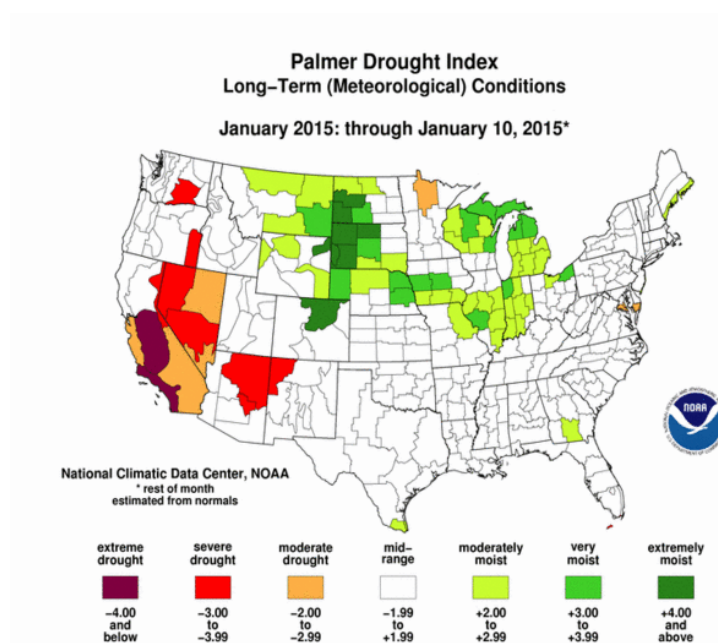 Palmer Drought Index
Long-Term (Meteorological) Conditions
January 2015: through January 10, 2015*
NOAA
National Climatic Data Center, NOAA
* rest of month
estimated from normals
extreme drought
severe drought
moderate drought
mid-range
moderately moist
very moist
extremely moist
-4.00 and below
-3.00 to -3.99
-2.00 to -2.99
-1.99 to +1.99
+2.00 to +2.99
+3.00 to +3.99
+4.00 and above